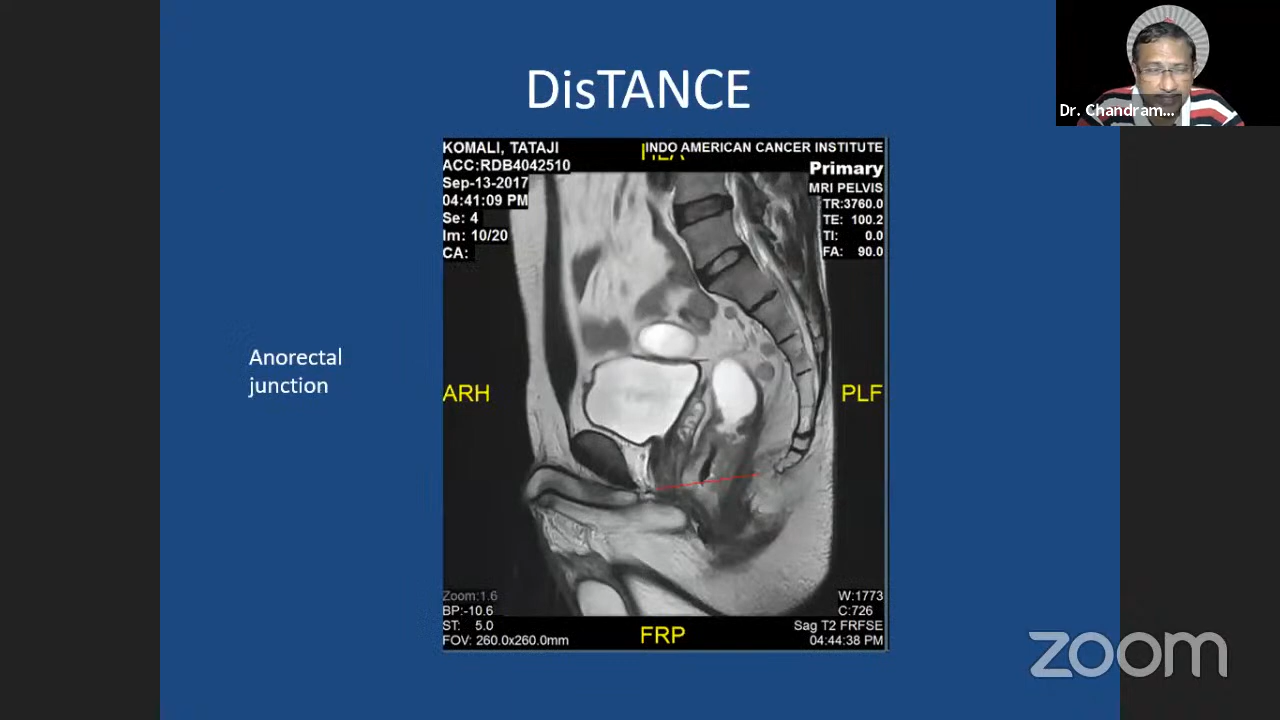 DisTANCE
Dr. Chandram...
KOMALI, TATAJI
ACC:RDB4042510
Sep-13-2017
04:41:09 PM
Se: 4
Im: 10/20
CA:
INDO AMERICAN CANCER INSTITUTE
Primary
MRI PELVIS
TR:3760.0
TE: 100.2
TI: 0.0
FA: 90.0
Anorectal
junction
ARH
PLF
Zoom:1.6
BP:-10.6
ST: 5.0
FOV: 260.0x260.0mm
FRP
W:1773
C:726
Sag T2 FRFSE
04:44:38 PM
zoom